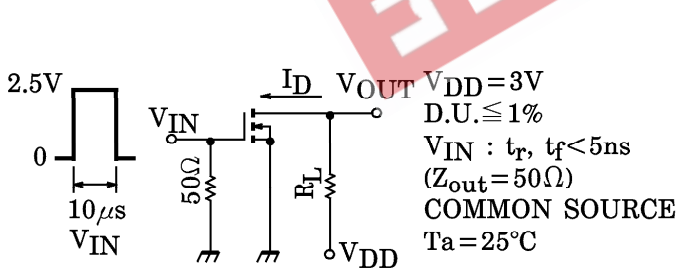 2.5V
0
10μs
VIN
VIN
50Ω
ID
VOUT
RL
VDD
VDD=3V
D.U.≦1%
VIN : tr, tf<5ns
(Zout=50Ω)
COMMON SOURCE
Ta=25°C